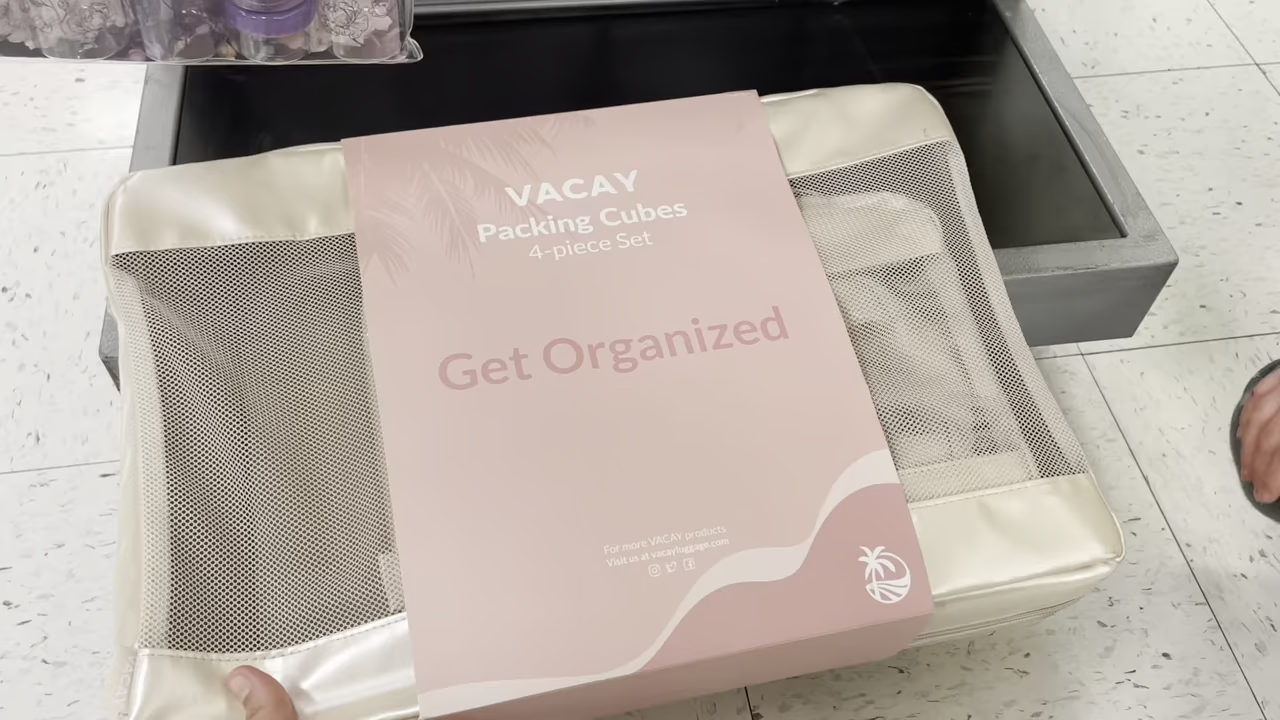 VACAY
Packing Cubes
4-piece Set
Get Organized
For more VACAY products
Visit us at vacayluggage.com